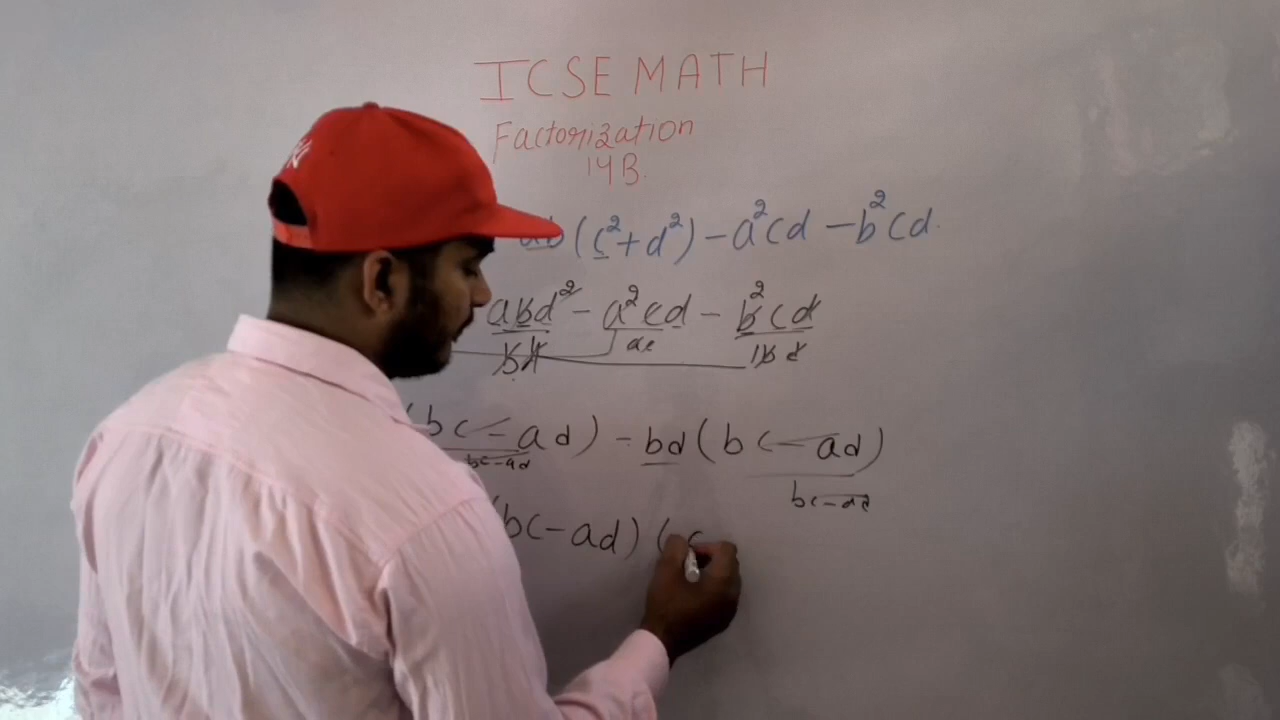 ICSE MATH
Factorization
14B.
ab(c²+d²)-a²cd-b²cd.
abd²-a²cd-b²cd
bd ac bd
(bc-ad)-bd(bc-ad)
bc-ad bc-ad
(bc-ad)(